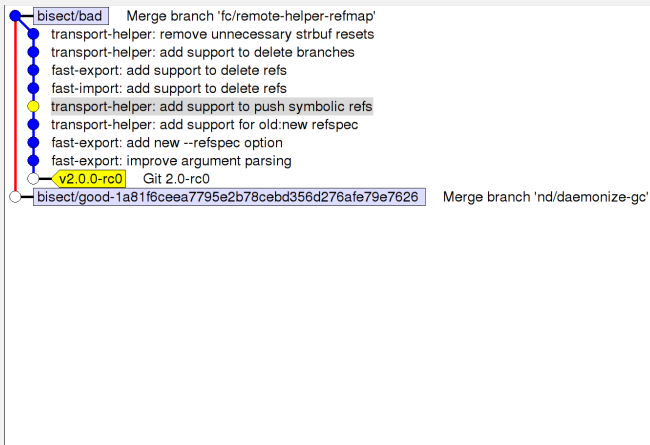 bisect/bad Merge branch 'fc/remote-helper-refmap'
transport-helper: remove unnecessary strbuf resets
transport-helper: add support to delete branches
fast-export: add support to delete refs
fast-import: add support to delete refs
transport-helper: add support to push symbolic refs
transport-helper: add support for old:new refspec
fast-export: add new --refspec option
fast-export: improve argument parsing
v2.0.0-rc0 Git 2.0-rc0
bisect/good-1a81f6ceea7795e2b78cebd356d276afe79e7626 Merge branch 'nd/daemonize-gc'